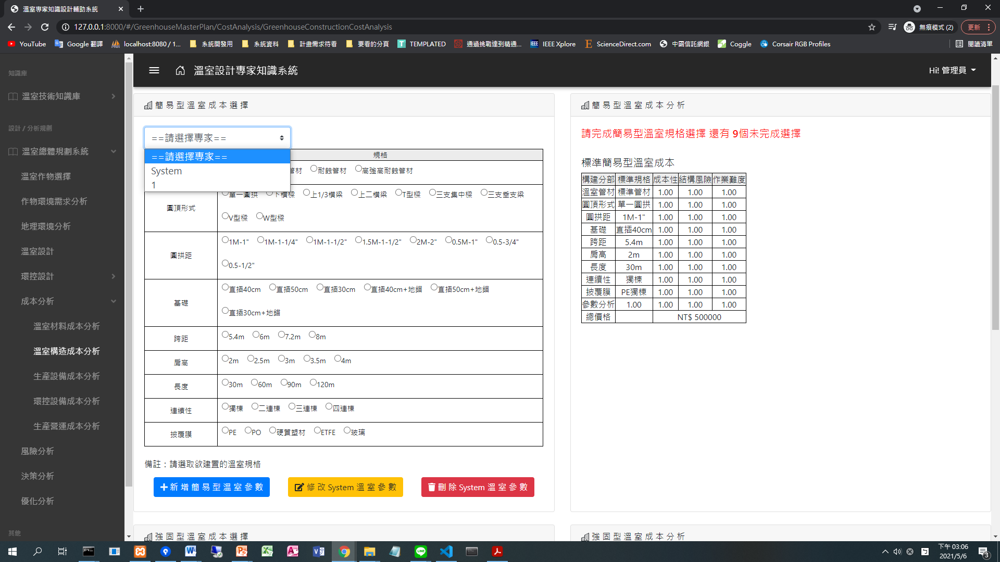 溫室專家知識設計輔助系統
127.0.0.1:8000/#/GreenhouseMasterPlan/CostAnalysis/GreenhouseConstructionCostAnalysis
無痕模式 (2)
更新
YouTube
Google 翻譯
localhost:8080 / 1...
系統開發用
系統資料
計畫需求待看
要看的分頁
TEMPLATED
通過挑戰達到精通...
IEEE Xplore
ScienceDirect.com
中國信託網銀
Coggle
Corsair RGB Profiles
閱讀清單
知識庫
溫室技術知識庫
設計 / 分析規劃
溫室總體規劃系統
溫室作物選擇
作物環境需求分析
地理環境分析
溫室設計
環控設計
成本分析
溫室材料成本分析
溫室構造成本分析
生產設備成本分析
環控設備成本分析
生產營運成本分析
風險分析
決策分析
優化分析
其他
溫室設計專家知識系統
Hi! 管理員
簡易型溫室成本選擇
==請選擇專家==
==請選擇專家==
System
1
規格
管材 耐蝕管材 高強高耐蝕管材
圓頂形式
單一圓拱 下橫樑 上1/3橫梁 上二橫梁 T型樑 三支集中樑 三支垂支梁
V型樑 W型樑
圓拱距
1M-1" 1M-1-1/4" 1M-1-1/2" 1.5M-1-1/2" 2M-2" 0.5M-1" 0.5-3/4"
0.5-1/2"
基礎
直插40cm 直插50cm 直插30cm 直插40cm+地錨 直插50cm+地錨
直插30cm+地錨
跨距 5.4m 6m 7.2m 8m
肩高 2m 2.5m 3m 3.5m 4m
長度 30m 60m 90m 120m
連續性 獨棟 二連棟 三連棟 四連棟
披覆膜 PE PO 硬質塑材 ETFE 玻璃
備註：請選取欲建置的溫室規格
新增簡易型溫室參數
修改System溫室參數
刪除System溫室參數
簡易型溫室成本分析
請完成簡易型溫室規格選擇 還有 9個未完成選擇
標準簡易型溫室成本
構建分部 標準規格 成本性 結構風險 作業難度
溫室管材 標準管材 1.00 1.00 1.00
圓頂形式 單一圓拱 1.00 1.00 1.00
圓拱距 1M-1" 1.00 1.00 1.00
基礎 直插40cm 1.00 1.00 1.00
跨距 5.4m 1.00 1.00 1.00
肩高 2m 1.00 1.00 1.00
長度 30m 1.00 1.00 1.00
連續性 獨棟 1.00 1.00 1.00
披覆膜 PE獨棟 1.00 1.00 1.00
參數分析 1.00 1.00 1.00 1.00
總價格 NT$ 500000
強固型溫室成本選擇
強固型溫室成本分析
下午 03:06
2021/5/6
3